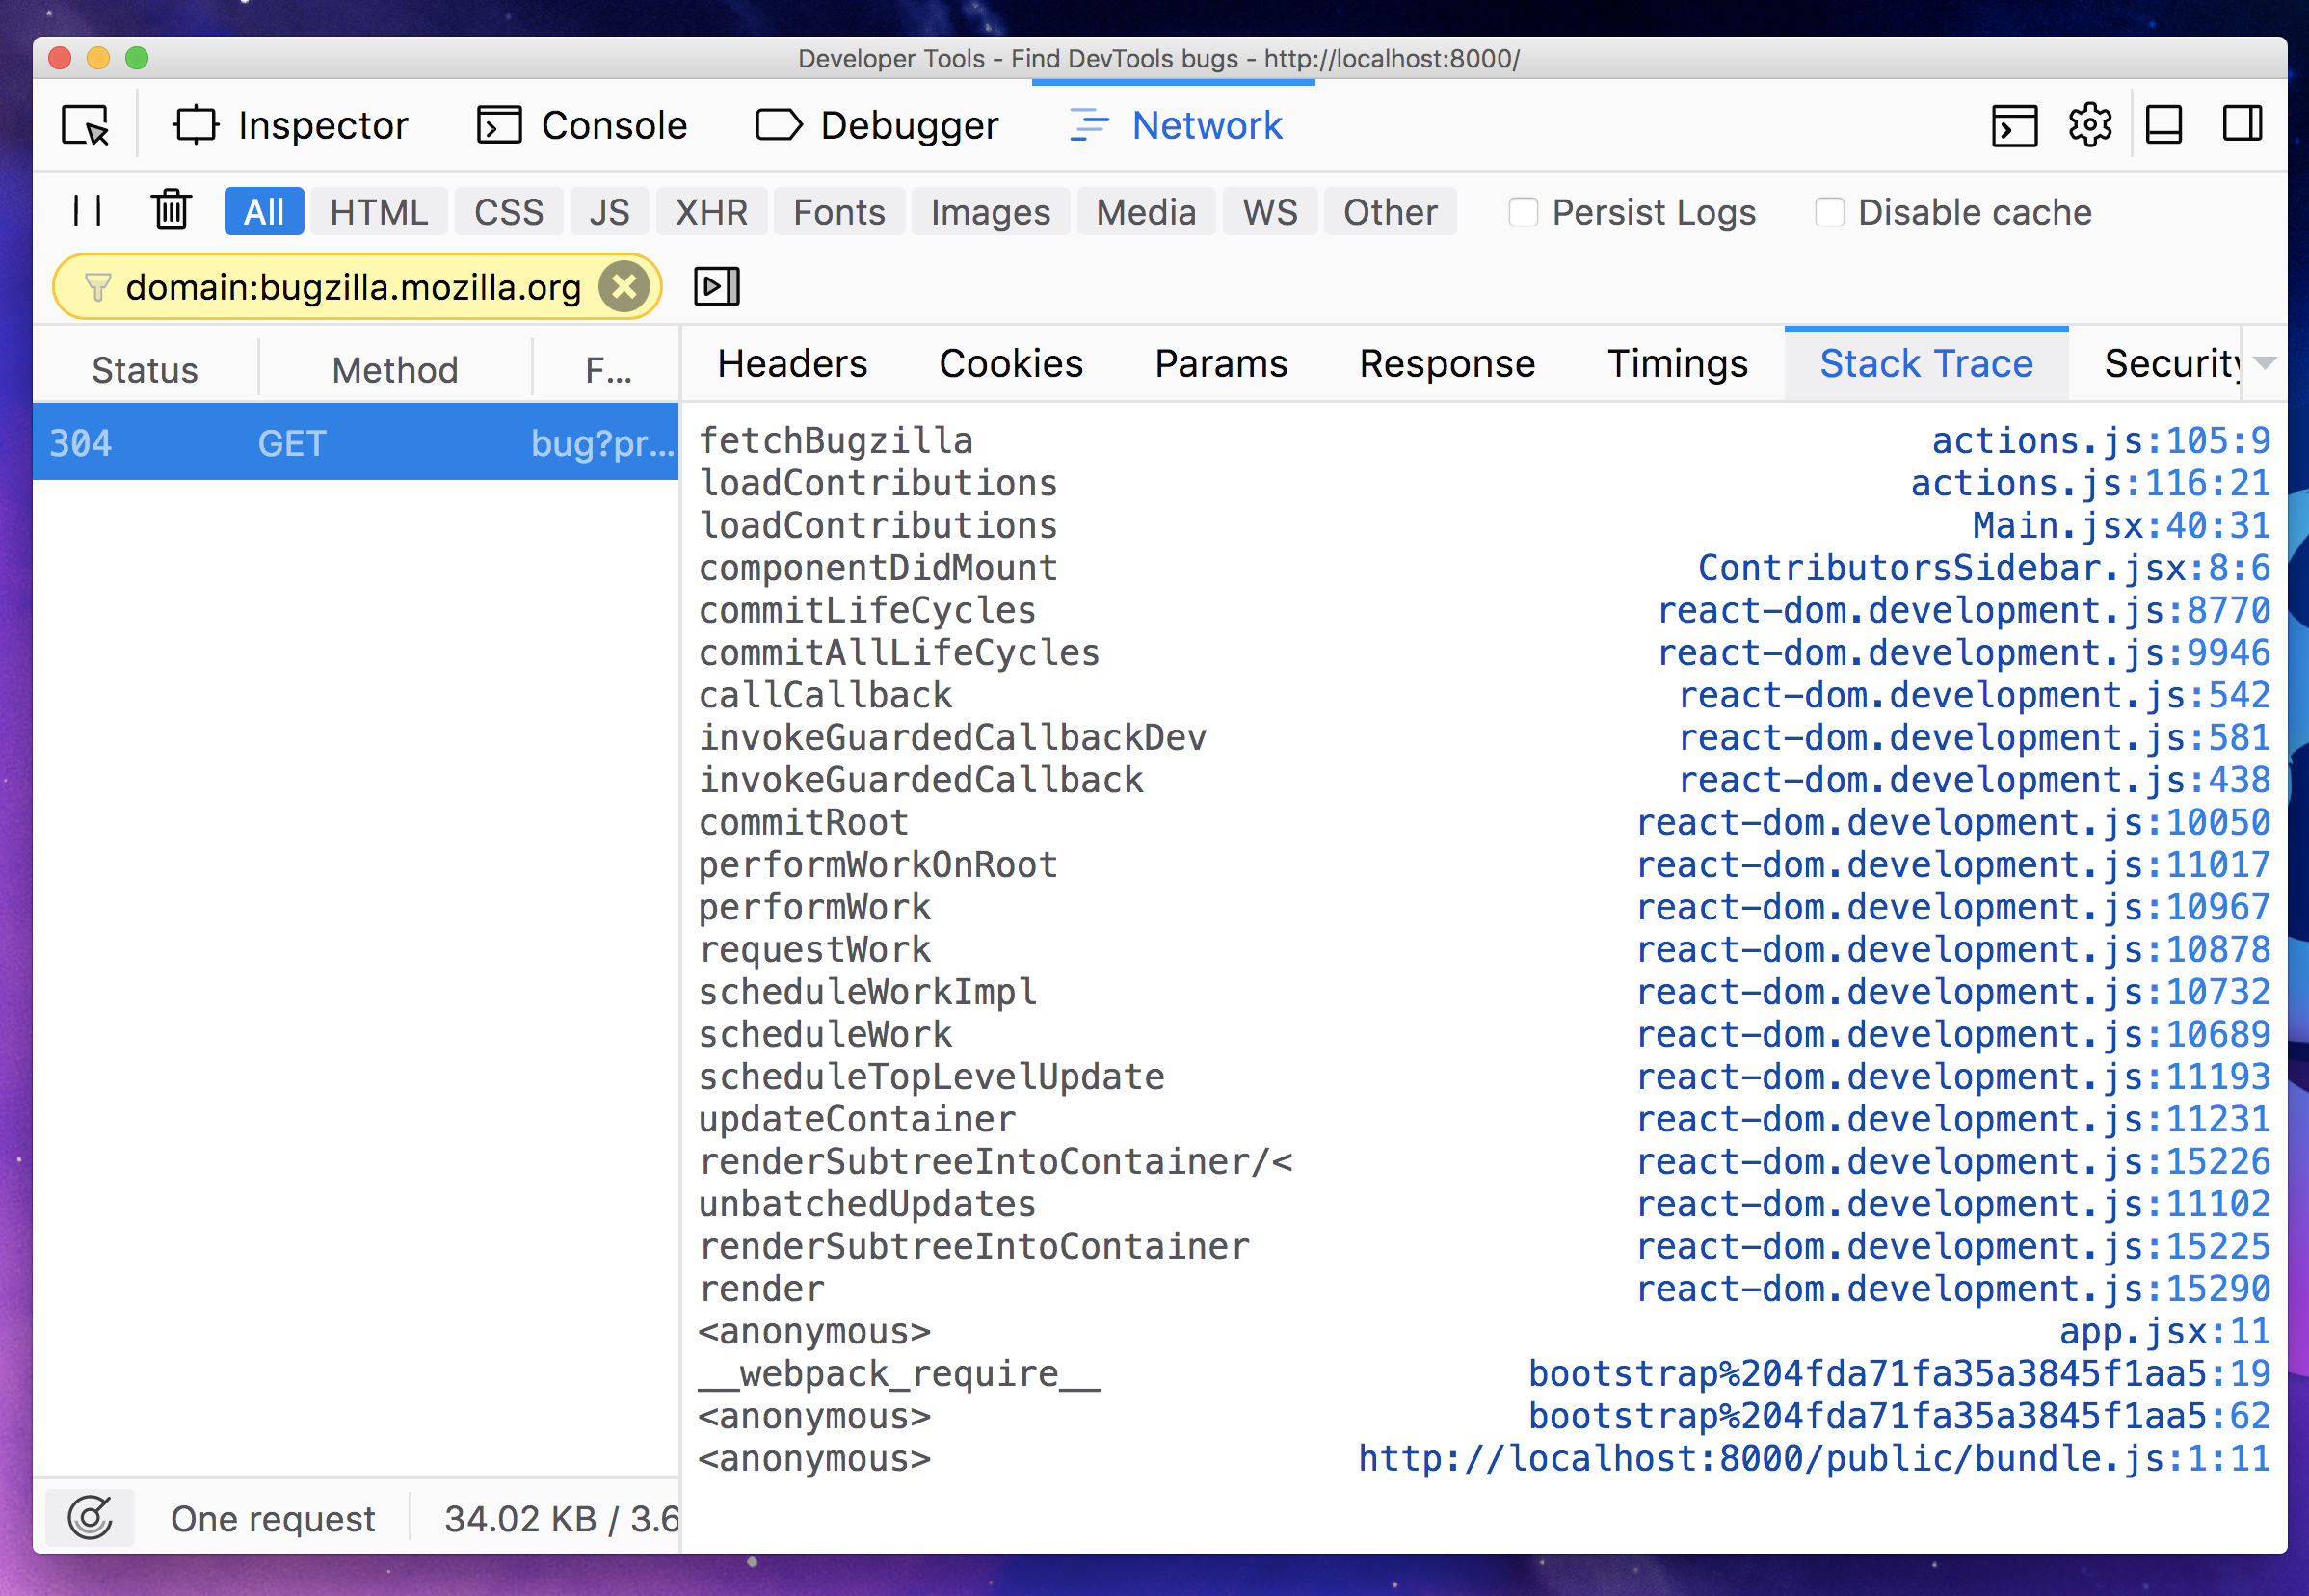 Developer Tools - Find DevTools bugs - http://localhost:8000/
Inspector Console Debugger Network
All HTML CSS JS XHR Fonts Images Media WS Other Persist Logs Disable cache
domain:bugzilla.mozilla.org
Status Method F...
304 GET bug?pr...
Headers Cookies Params Response Timings Stack Trace Security
fetchBugzilla actions.js:105:9
loadContributions actions.js:116:21
loadContributions Main.jsx:40:31
componentDidMount ContributorsSidebar.jsx:8:6
commitLifeCycles react-dom.development.js:8770
commitAllLifeCycles react-dom.development.js:9946
callCallback react-dom.development.js:542
invokeGuardedCallbackDev react-dom.development.js:581
invokeGuardedCallback react-dom.development.js:438
commitRoot react-dom.development.js:10050
performWorkOnRoot react-dom.development.js:11017
performWork react-dom.development.js:10967
requestWork react-dom.development.js:10878
scheduleWorkImpl react-dom.development.js:10732
scheduleWork react-dom.development.js:10689
scheduleTopLevelUpdate react-dom.development.js:11193
updateContainer react-dom.development.js:11231
renderSubtreeIntoContainer/< react-dom.development.js:15226
unbatchedUpdates react-dom.development.js:11102
renderSubtreeIntoContainer react-dom.development.js:15225
render react-dom.development.js:15290
<anonymous> app.jsx:11
__webpack_require__ bootstrap%204fda71fa35a3845f1aa5:19
<anonymous> bootstrap%204fda71fa35a3845f1aa5:62
<anonymous> http://localhost:8000/public/bundle.js:1:11
One request 34.02 KB / 3.6